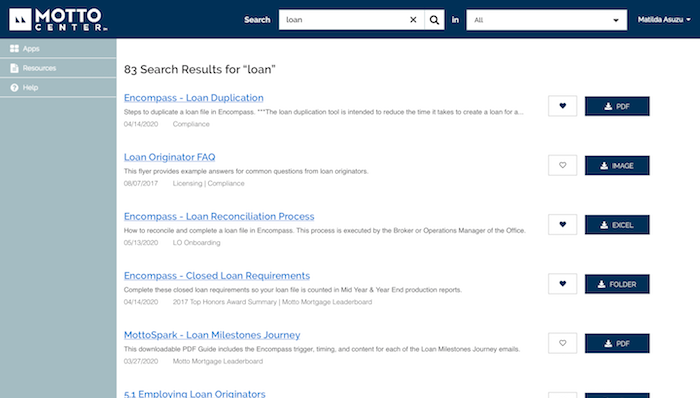 MOTTO
CENTER
Search
loan
in
All
Matilda Asuzu
Apps
Resources
Help
83 Search Results for “loan”
Encompass - Loan Duplication
Steps to duplicate a loan file in Encompass. ***The loan duplication tool is intended to reduce the time it takes to create a loan for a...
04/14/2020 Compliance
PDF
Loan Originator FAQ
This flyer provides example answers for common questions from loan originators.
08/07/2017 Licensing | Compliance
IMAGE
Encompass - Loan Reconciliation Process
How to reconcile and complete a loan file in Encompass. This process is executed by the Broker or Operations Manager of the Office.
05/13/2020 LO Onboarding
EXCEL
Encompass - Closed Loan Requirements
Complete these closed loan requirements so your loan file is counted in Mid Year & Year End production reports.
04/14/2020 2017 Top Honors Award Summary | Motto Mortgage Leaderboard
FOLDER
MottoSpark - Loan Milestones Journey
This downloadable PDF Guide includes the Encompass trigger, timing, and content for each of the Loan Milestones Journey emails.
03/27/2020 Motto Mortgage Leaderboard
PDF
5.1 Employing Loan Originators